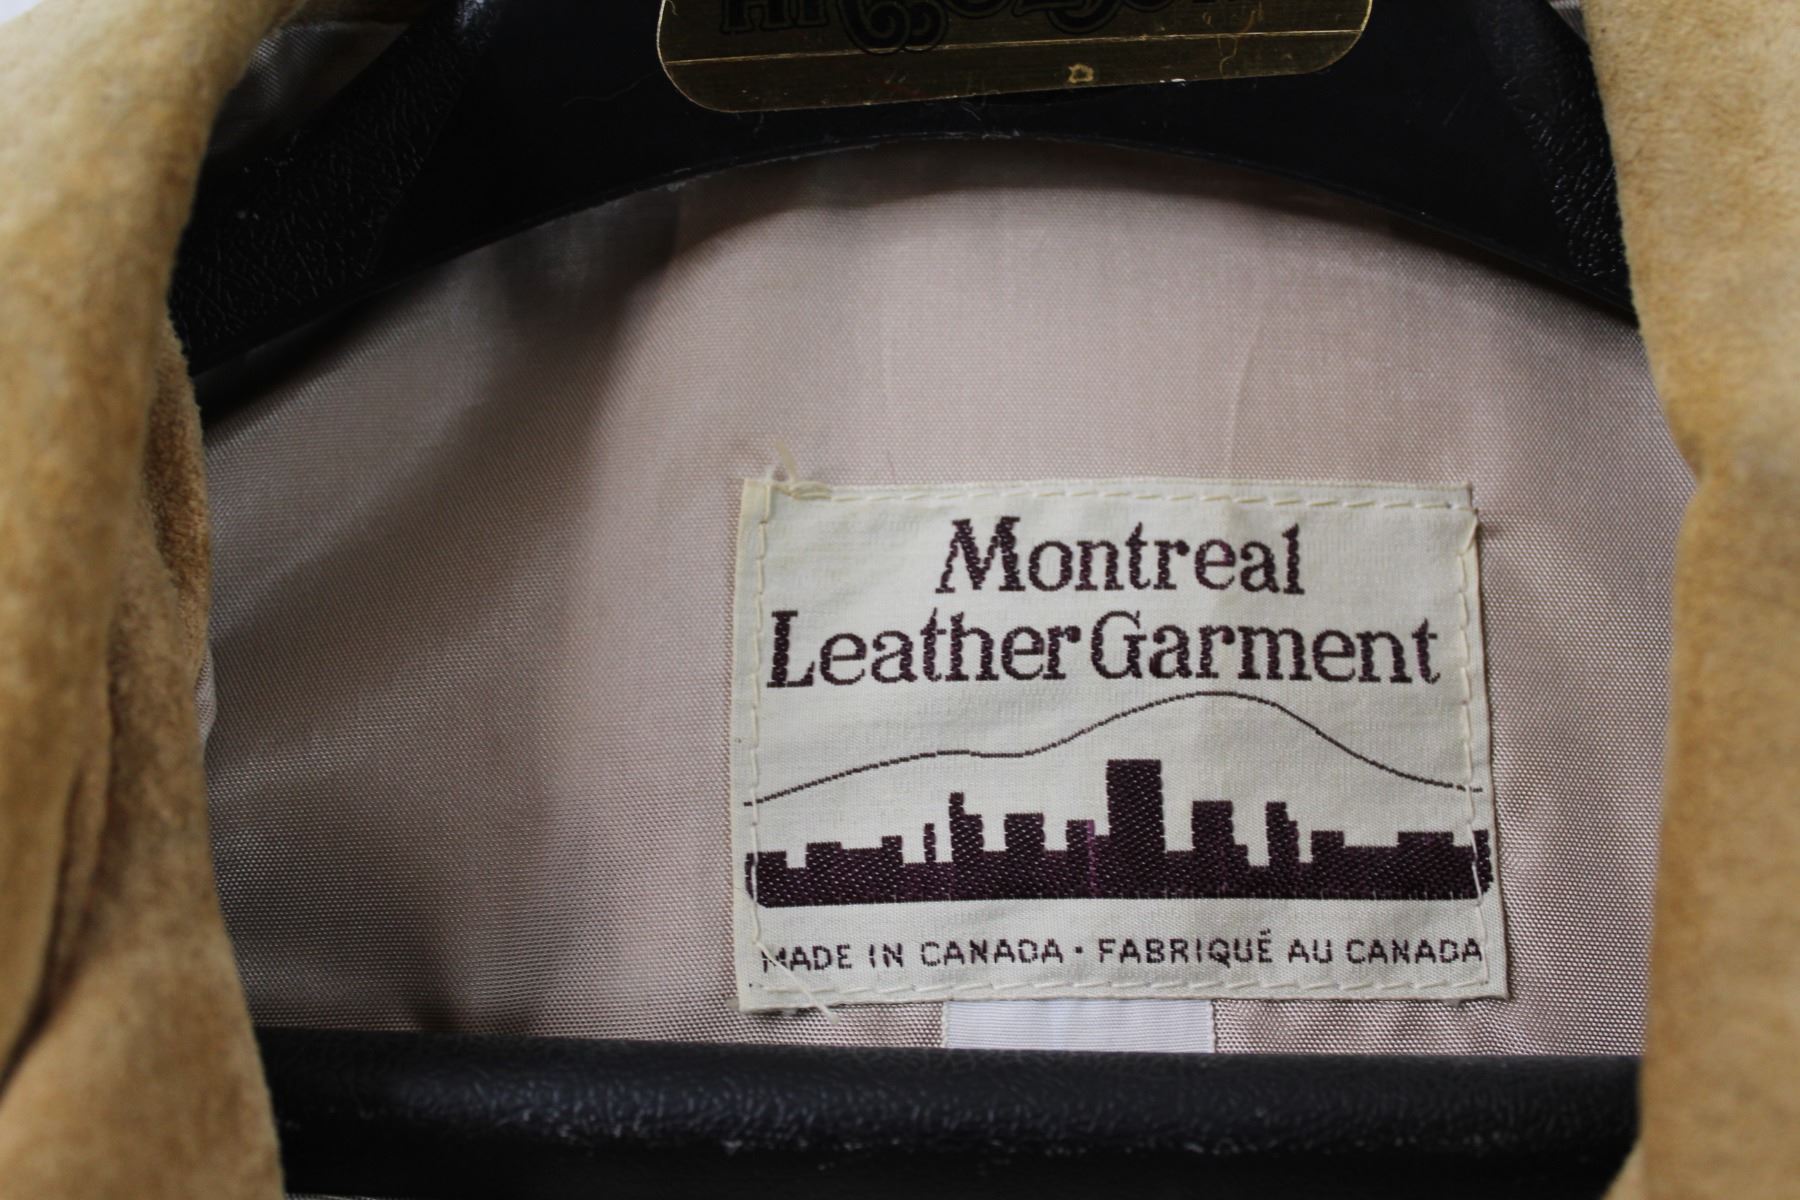 Montreal
Leather Garment
MADE IN CANADA · FABRIQUÉ AU CANADA